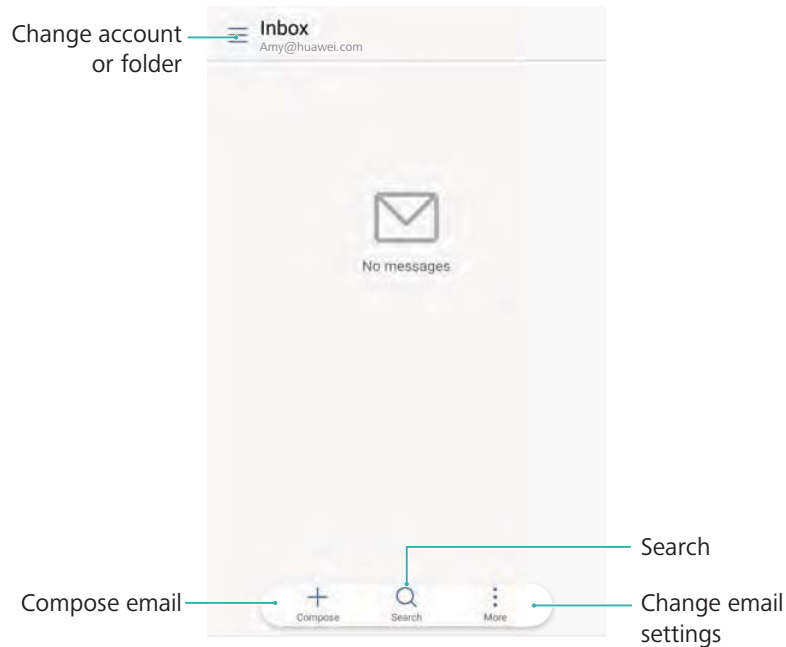 Change account
or folder
Inbox
Amy@huawei.com
No messages
Search
Compose email
Compose
Search
More
Change email
settings